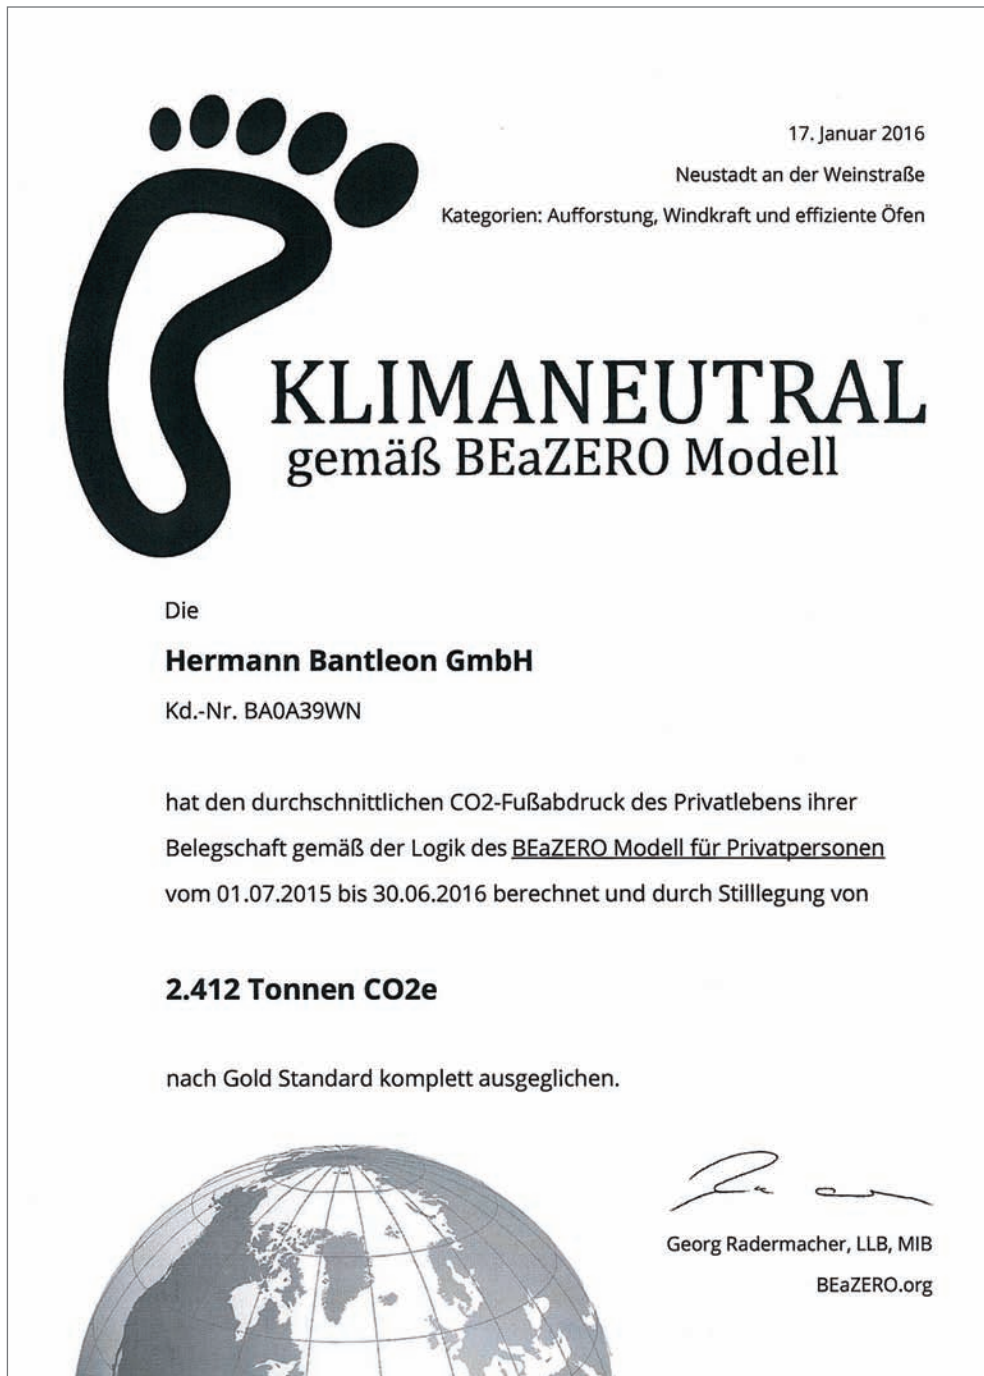 17. Januar 2016
Neustadt an der Weinstraße
Kategorien: Aufforstung, Windkraft und effiziente Öfen
KLIMANEUTRAL
gemäß BEaZERO Modell
Die
Hermann Bantleon GmbH
Kd.-Nr. BA0A39WN
hat den durchschnittlichen CO2-Fußabdruck des Privatlebens ihrer
Belegschaft gemäß der Logik des BEaZERO Modell für Privatpersonen
vom 01.07.2015 bis 30.06.2016 berechnet und durch Stilllegung von
2.412 Tonnen CO2e
nach Gold Standard komplett ausgeglichen.
Georg Radermacher, LLB, MIB
BEaZERO.org